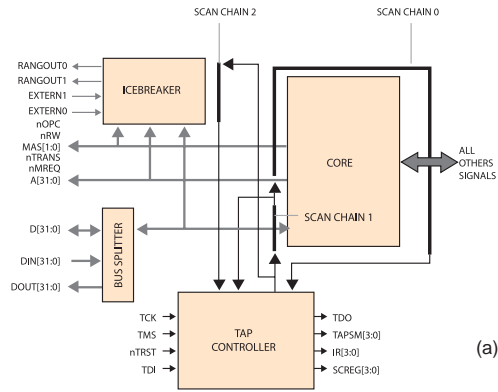 SCAN CHAIN 2
SCAN CHAIN 0
RANGOUT0
RANGOUT1
EXTERN1
EXTERN0
nOPC
nRW
MAS[1:0]
nTRANS
nMREQ
A[31:0]
ICEBREAKER
CORE
ALL
OTHERS
SIGNALS
SCAN CHAIN 1
D[31:0]
DIN[31:0]
DOUT[31:0]
BUS SPLITTER
TCK
TMS
nTRST
TDI
TAP
CONTROLLER
TDO
TAPSM[3:0]
IR[3:0]
SCREG[3:0]
(a)